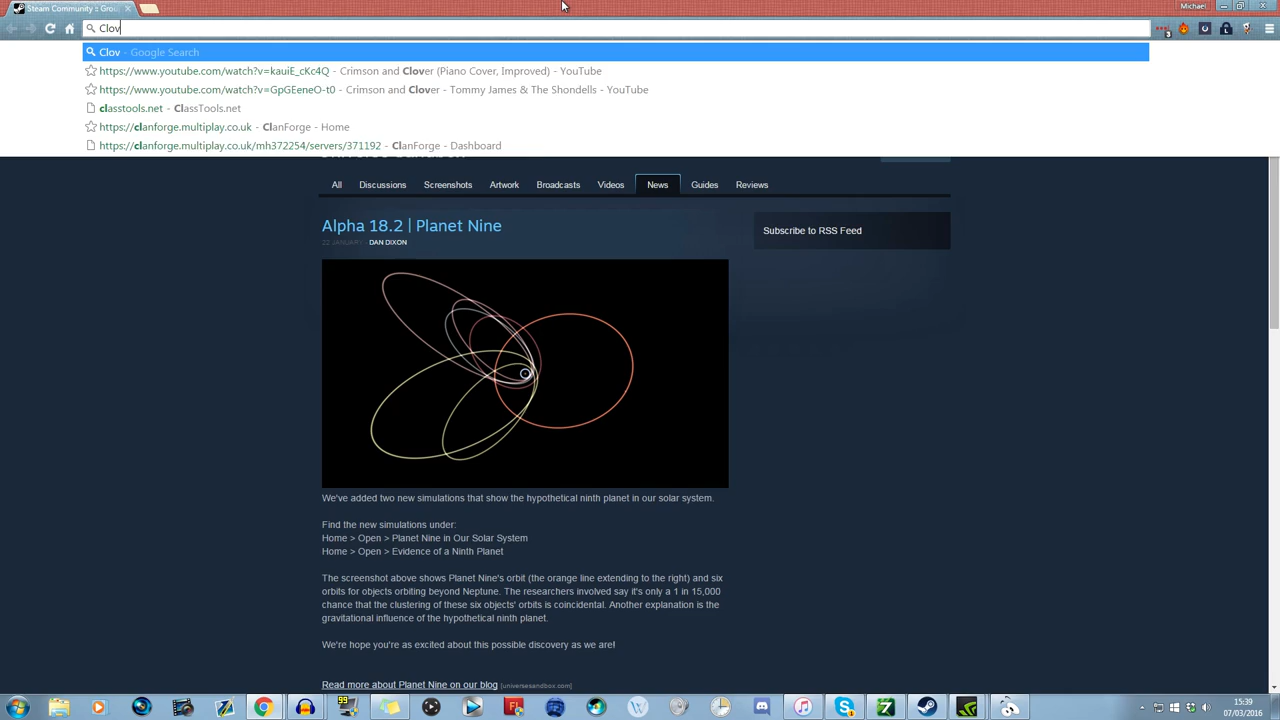 Steam Community :: Grou
Michael
Clov
Clov - Google Search
https://www.youtube.com/watch?v=kauiE_cKc4Q - Crimson and Clover (Piano Cover, Improved) - YouTube
https://www.youtube.com/watch?v=GpGEeneO-t0 - Crimson and Clover - Tommy James & The Shondells - YouTube
classtools.net - ClassTools.net
https://clanforge.multiplay.co.uk - ClanForge - Home
https://clanforge.multiplay.co.uk/mh372254/servers/371192 - ClanForge - Dashboard
All Discussions Screenshots Artwork Broadcasts Videos News Guides Reviews
Alpha 18.2 | Planet Nine
22 JANUARY - DAN DIXON
Subscribe to RSS Feed
We've added two new simulations that show the hypothetical ninth planet in our solar system.
Find the new simulations under:
Home > Open > Planet Nine in Our Solar System
Home > Open > Evidence of a Ninth Planet
The screenshot above shows Planet Nine's orbit (the orange line extending to the right) and six
orbits for objects orbiting beyond Neptune. The researchers involved say it's only a 1 in 15,000
chance that the clustering of these six objects' orbits is coincidental. Another explanation is the
gravitational influence of the hypothetical ninth planet.
We're hope you're as excited about this possible discovery as we are!
Read more about Planet Nine on our blog [universesandbox.com]
99
15:39
07/03/2016